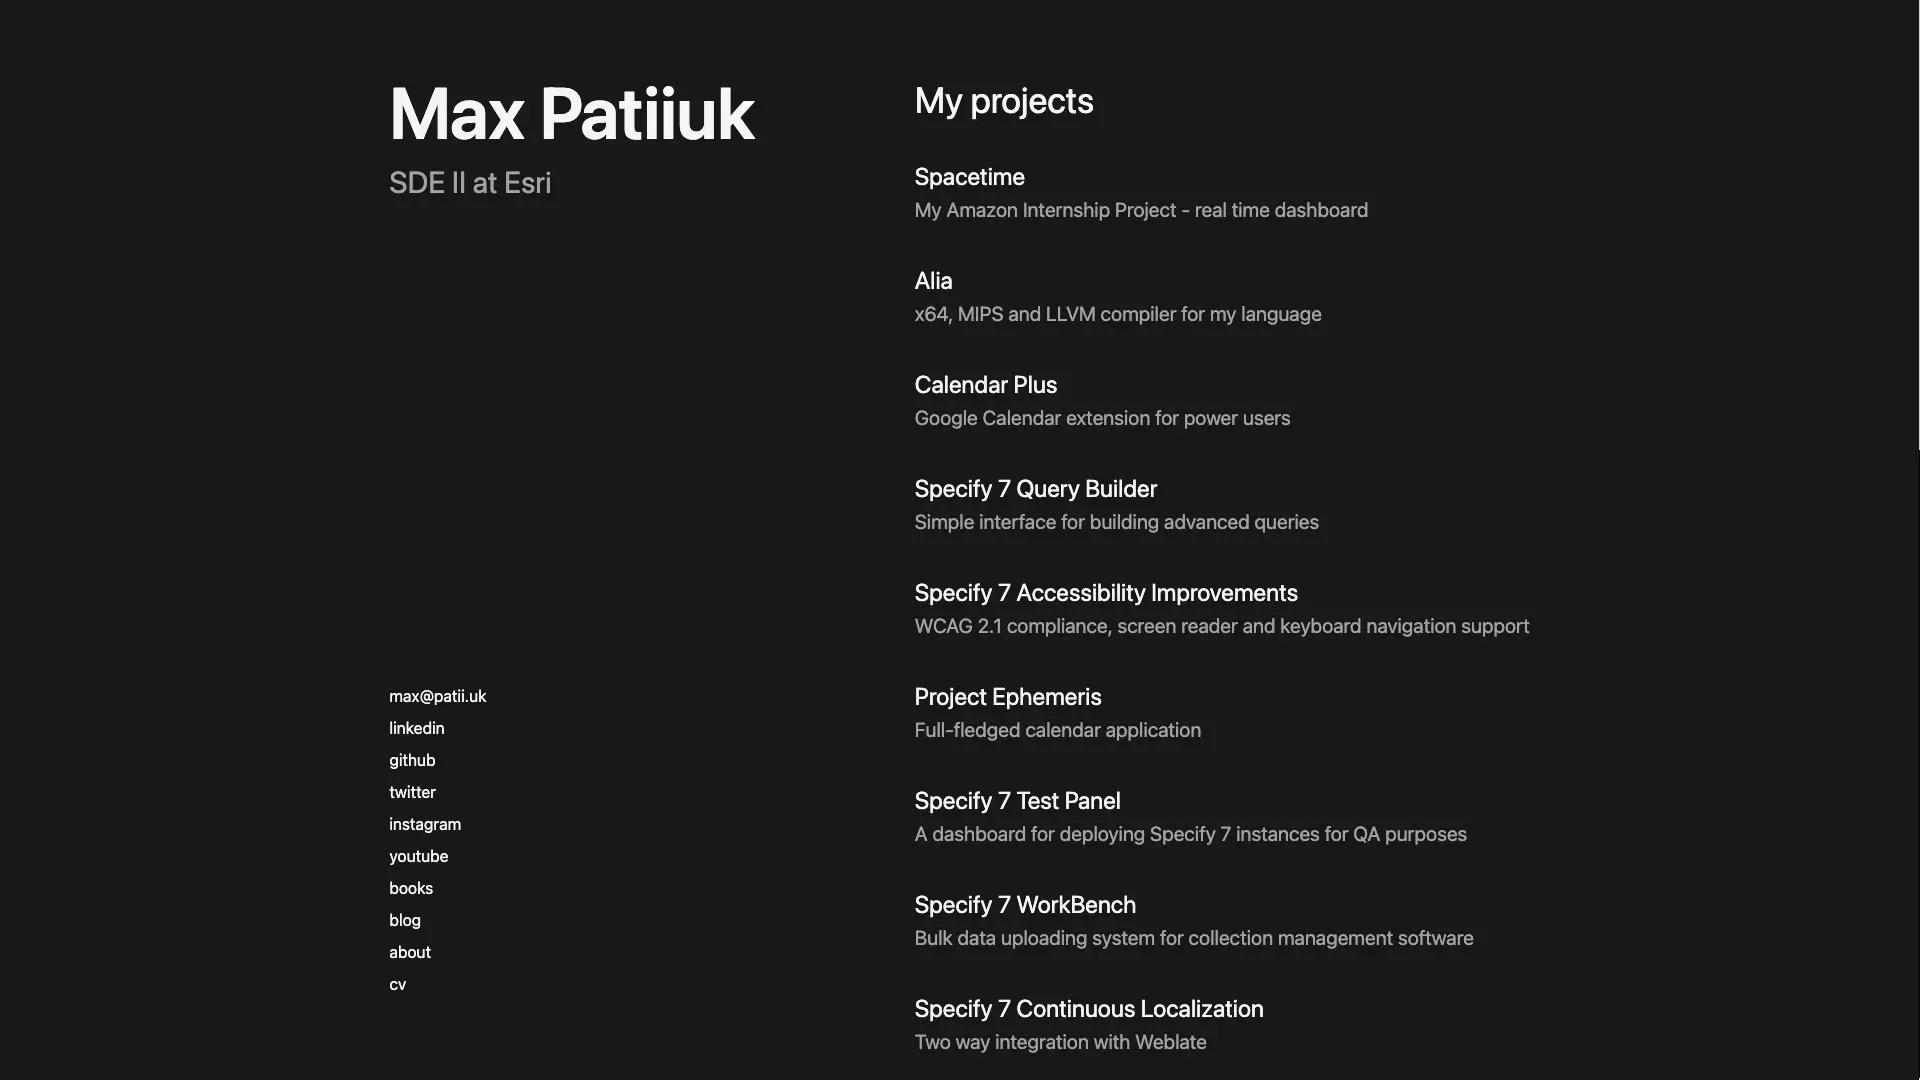 Max Patiiuk
SDE II at Esri
max@patii.uk
linkedin
github
twitter
instagram
youtube
books
blog
about
cv
My projects
Spacetime
My Amazon Internship Project - real time dashboard
Alia
x64, MIPS and LLVM compiler for my language
Calendar Plus
Google Calendar extension for power users
Specify 7 Query Builder
Simple interface for building advanced queries
Specify 7 Accessibility Improvements
WCAG 2.1 compliance, screen reader and keyboard navigation support
Project Ephemeris
Full-fledged calendar application
Specify 7 Test Panel
A dashboard for deploying Specify 7 instances for QA purposes
Specify 7 WorkBench
Bulk data uploading system for collection management software
Specify 7 Continuous Localization
Two way integration with Weblate